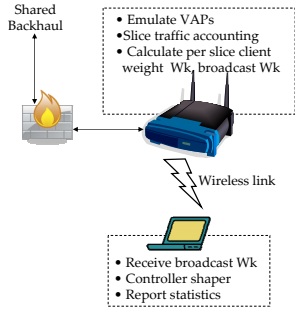 Shared
Backhaul
• Emulate VAPs
•Slice traffic accounting
• Calculate per slice client
weight Wk, broadcast Wk
Wireless link
• Receive broadcast Wk
• Controller shaper
• Report statistics